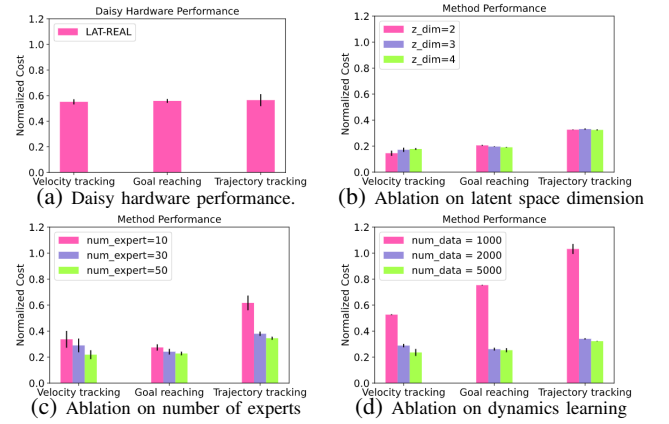 Daisy Hardware Performance
LAT-REAL
Normalized Cost
1.2
1.0
0.8
0.6
0.4
0.2
0.0
Velocity tracking Goal reaching Trajectory tracking
(a) Daisy hardware performance.
Method Performance
z_dim=2
z_dim=3
z_dim=4
Normalized Cost
1.2
1.0
0.8
0.6
0.4
0.2
0.0
Velocity tracking Goal reaching Trajectory tracking
(b) Ablation on latent space dimension
Method Performance
num_expert=10
num_expert=30
num_expert=50
Normalized Cost
1.2
1.0
0.8
0.6
0.4
0.2
0.0
Velocity tracking Goal reaching Trajectory tracking
(c) Ablation on number of experts
Method Performance
num_data = 1000
num_data = 2000
num_data = 5000
Normalized Cost
1.2
1.0
0.8
0.6
0.4
0.2
0.0
Velocity tracking Goal reaching Trajectory tracking
(d) Ablation on dynamics learning